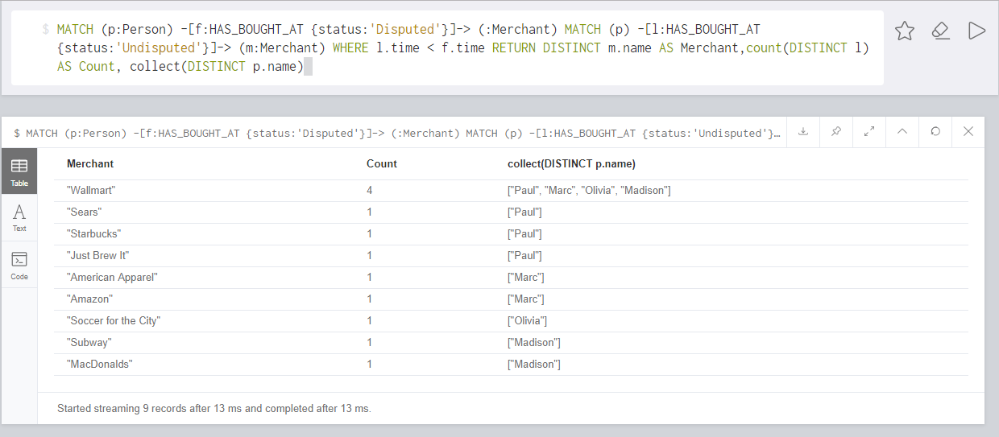 $ MATCH (p:Person) -[f:HAS_BOUGHT_AT {status:'Disputed'}]-> (:Merchant) MATCH (p) -[l:HAS_BOUGHT_AT
{status:'Undisputed'}]-> (m:Merchant) WHERE l.time < f.time RETURN DISTINCT m.name AS Merchant,count(DISTINCT l)
AS Count, collect(DISTINCT p.name)
$ MATCH (p:Person) -[f:HAS_BOUGHT_AT {status:'Disputed'}]-> (:Merchant) MATCH (p) -[l:HAS_BOUGHT_AT {status:'Undisputed'}…
Table
Text
Code
Merchant Count collect(DISTINCT p.name)
"Wallmart" 4 ["Paul", "Marc", "Olivia", "Madison"]
"Sears" 1 ["Paul"]
"Starbucks" 1 ["Paul"]
"Just Brew It" 1 ["Paul"]
"American Apparel" 1 ["Marc"]
"Amazon" 1 ["Marc"]
"Soccer for the City" 1 ["Olivia"]
"Subway" 1 ["Madison"]
"MacDonalds" 1 ["Madison"]
Started streaming 9 records after 13 ms and completed after 13 ms.